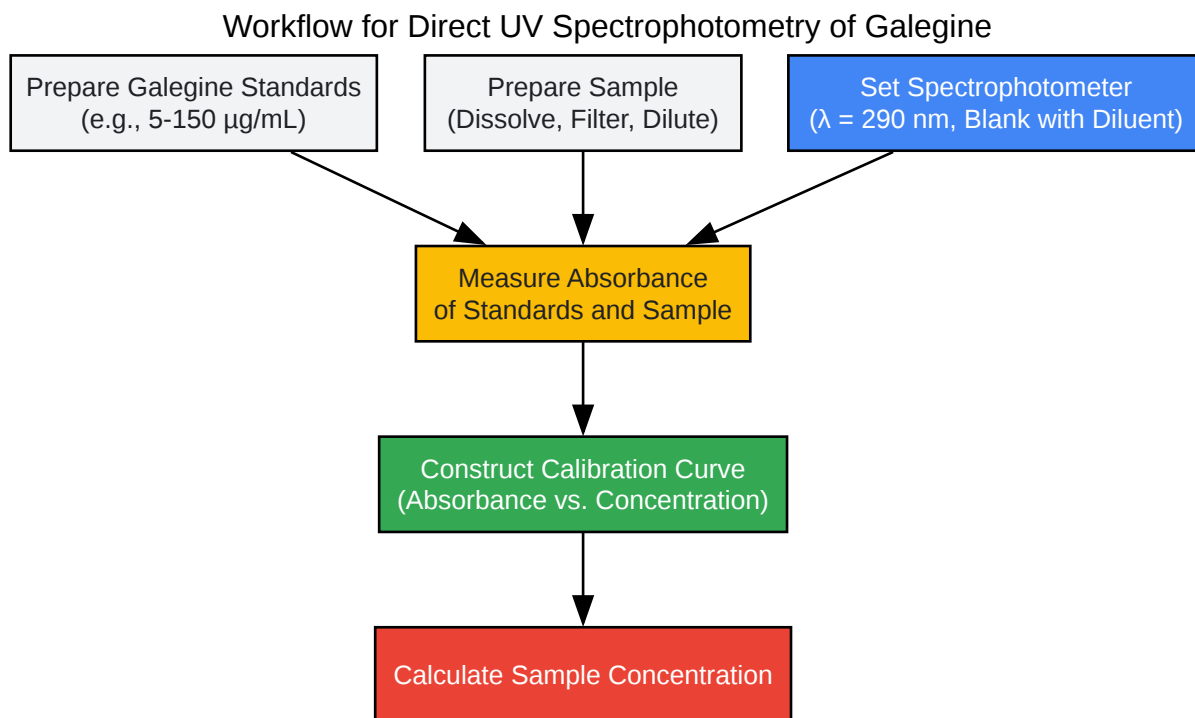 Workflow for Direct UV Spectrophotometry of Galegine
Prepare Galegine Standards
(e.g., 5-150 µg/mL)
Prepare Sample
(Dissolve, Filter, Dilute)
Set Spectrophotometer
(λ = 290 nm, Blank with Diluent)
Measure Absorbance
of Standards and Sample
Construct Calibration Curve
(Absorbance vs. Concentration)
Calculate Sample Concentration